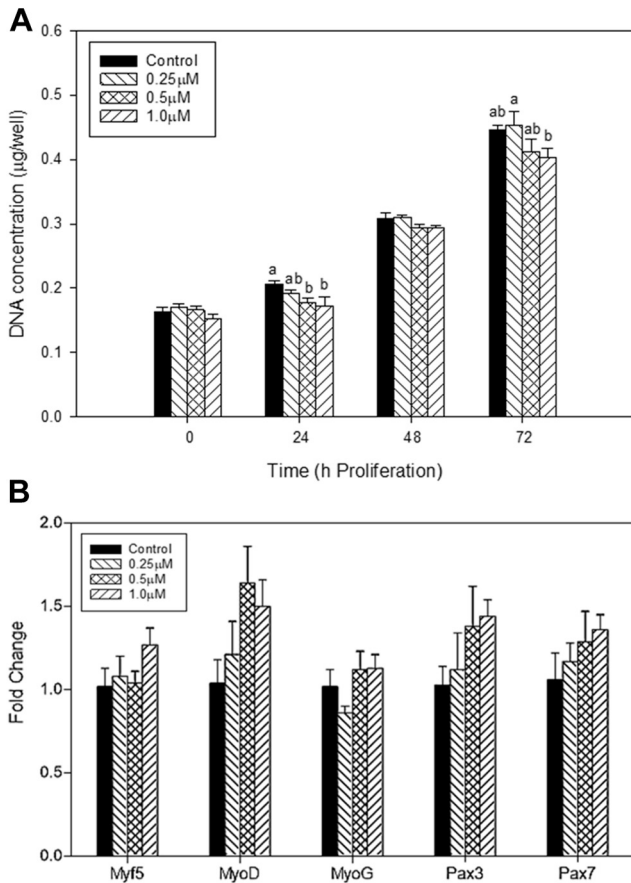 A
0.6
Control
0.25μM
0.5μM
1.0μM
0.5
0.4
0.3
0.2
0.1
0.0
DNA concentration (μg/well)
a ab b b
ab a ab b
0 24 48 72
Time (h Proliferation)
B
2.0
Control
0.25μM
0.5μM
1.0μM
1.5
1.0
0.5
0.0
Fold Change
Myf5 MyoD MyoG Pax3 Pax7